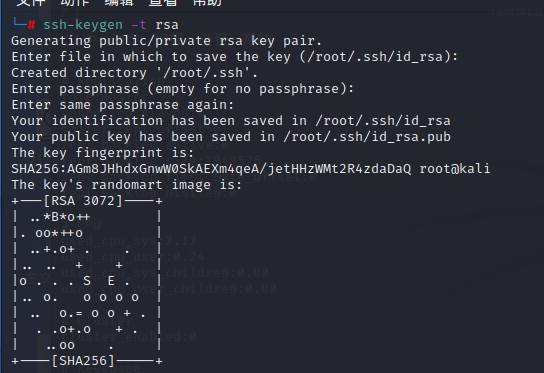 文件 动作 编辑 查看 帮助
└─# ssh-keygen -t rsa
Generating public/private rsa key pair.
Enter file in which to save the key (/root/.ssh/id_rsa):
Created directory '/root/.ssh'.
Enter passphrase (empty for no passphrase):
Enter same passphrase again:
Your identification has been saved in /root/.ssh/id_rsa
Your public key has been saved in /root/.ssh/id_rsa.pub
The key fingerprint is:
SHA256:AGm8JHhdxGnwW0SkAEXm4qeA/jetHHzWMt2R4zdaDaQ root@kali
The key's randomart image is:
+---[RSA 3072]----+
| ..*B*o++        |
|. oo*++o         |
| ..+.o+ .    .   |
|.. ..  +    +    |
|o . . . S  E .   |
|.. o.   o o o o  |
| ..  o.= o o + . |
|  . .o+.o   + .  |
|   ..oo    .     |
+----[SHA256]-----+